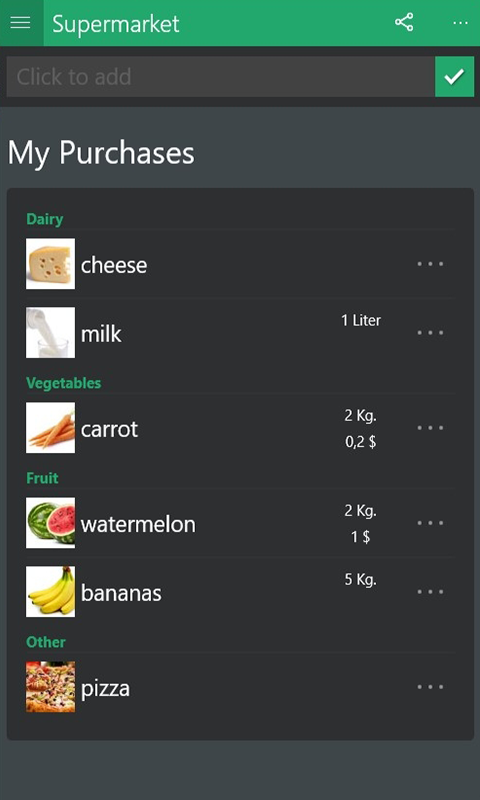 Supermarket
Click to add
My Purchases
Dairy
cheese
milk
1 Liter
Vegetables
carrot
2 Kg.
0,2 $
Fruit
watermelon
2 Kg.
1 $
bananas
5 Kg.
Other
pizza